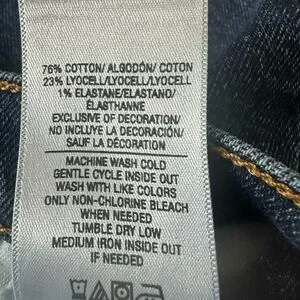 76% COTTON/ ALGODÓN/ COTON
23% LYOCELL/LYOCELL/LYOCELL
1% ELASTANE/ELASTANO/
ÉLASTHANNE
EXCLUSIVE OF DECORATION/
NO INCLUYE LA DECORACIÓN/
SAUF LA DÉCORATION
MACHINE WASH COLD
GENTLE CYCLE INSIDE OUT
WASH WITH LIKE COLORS
ONLY NON-CHLORINE BLEACH
WHEN NEEDED
TUMBLE DRY LOW
MEDIUM IRON INSIDE OUT
IF NEEDED